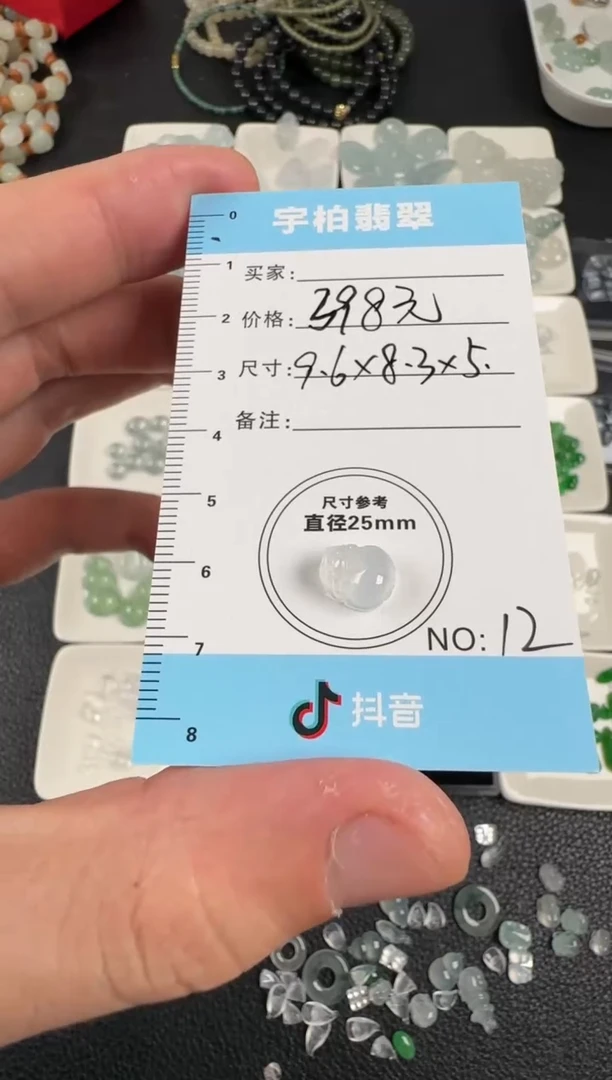 宇柏翡翠
0
1
2
3
4
5
6
7
8
买家:
价格: 398元
尺寸: 9.6×8.3×5.
备注:
尺寸参考
直径25mm
NO: 12
抖音